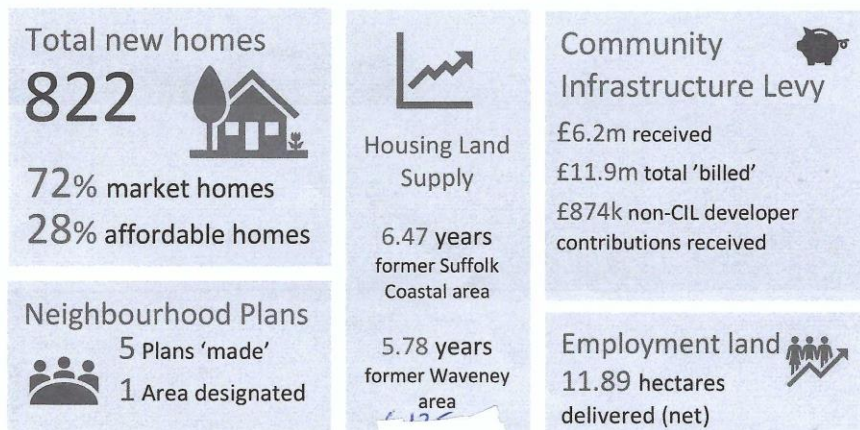 Total new homes
822
72% market homes
28% affordable homes
Neighbourhood Plans
5 Plans ‘made’
1 Area designated
Housing Land
Supply
6.47 years
former Suffolk
Coastal area
5.78 years
former Waveney
area
Community
Infrastructure Levy
£6.2m received
£11.9m total ’billed’
£874k non-CIL developer
contributions received
Employment land
11.89 hectares
delivered (net)